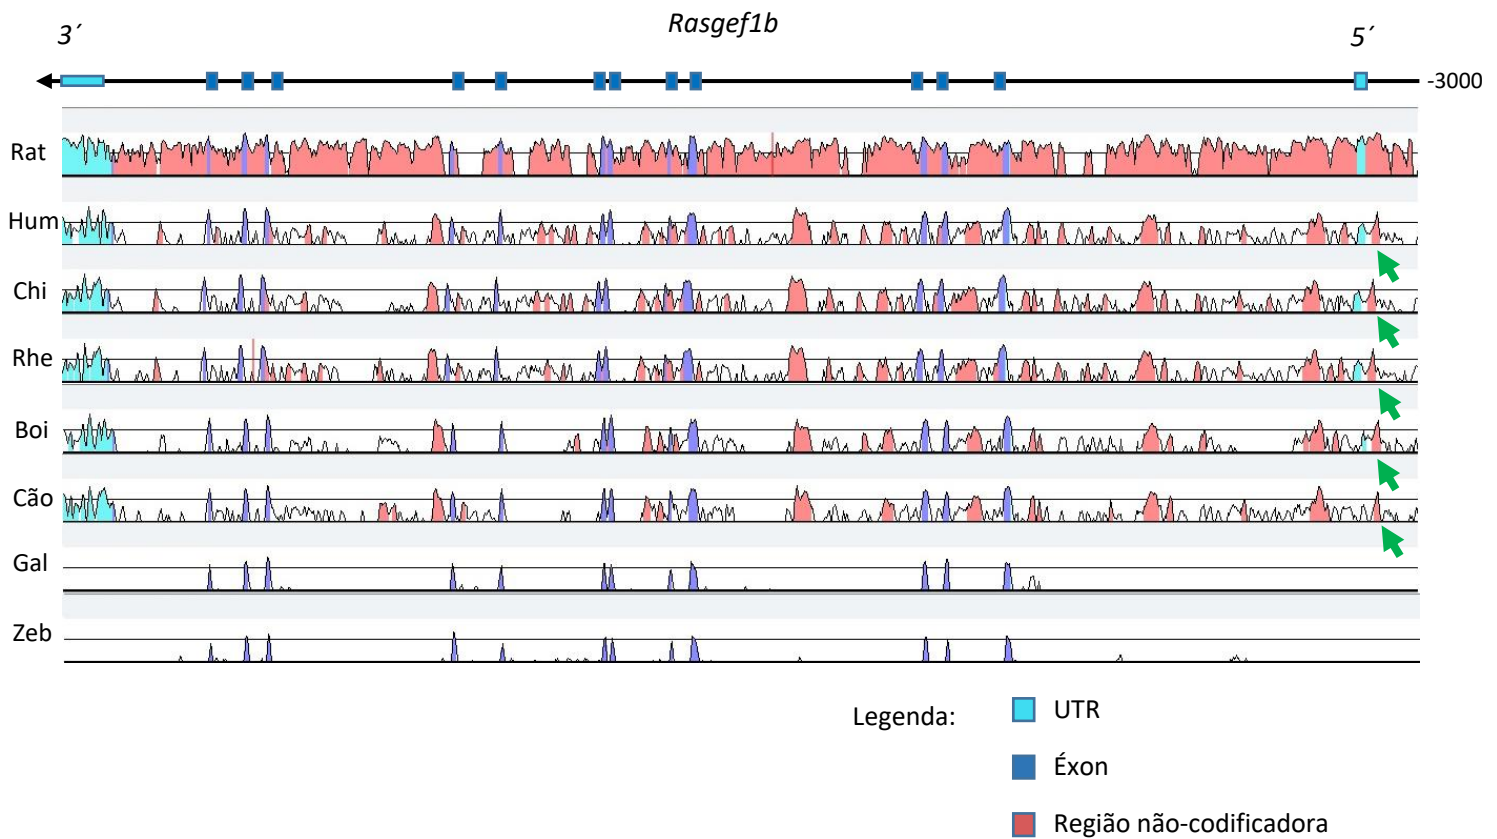 Rasgef1b
3´
5´
-3000
Rat
Hum
Chi
Rhe
Boi
Cão
Gal
Zeb
Legenda:
UTR
Éxon
Região não-codificadora